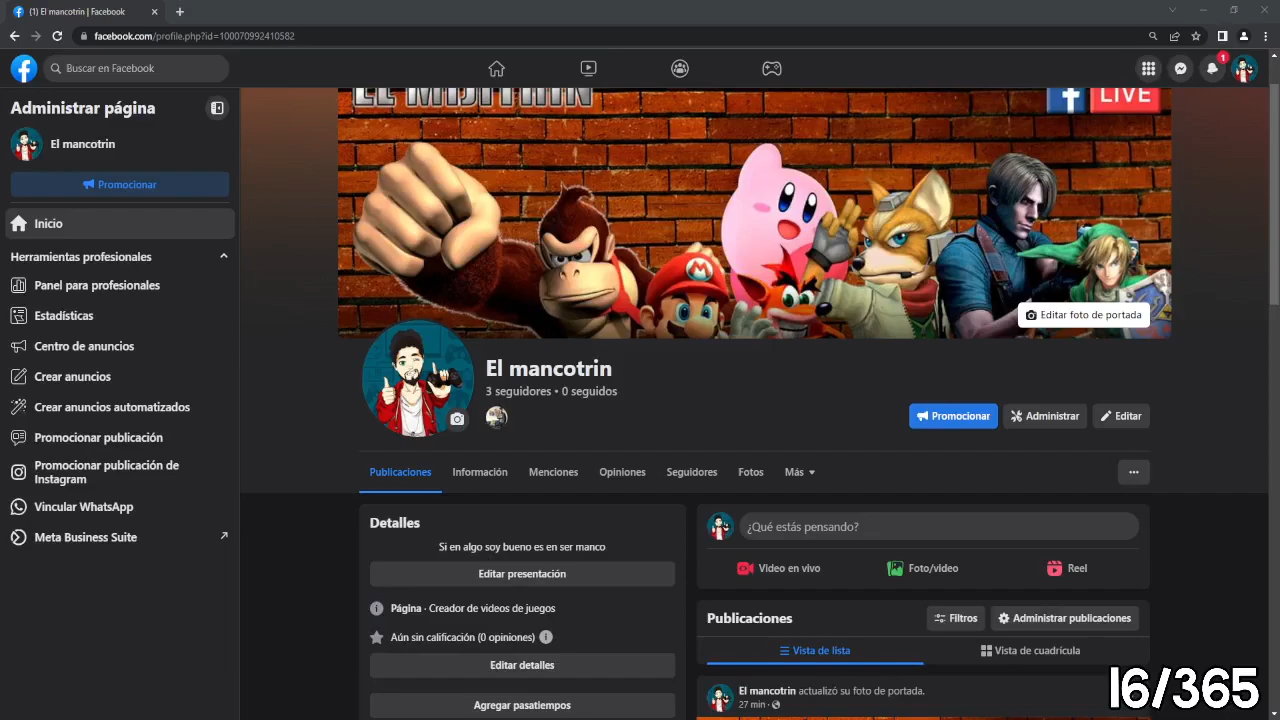 (1) El mancotrin | Facebook
facebook.com/profile.php?id=100070992410582
Buscar en Facebook
1
Administrar página
El mancotrin
Promocionar
Inicio
Herramientas profesionales
Panel para profesionales
Estadísticas
Centro de anuncios
Crear anuncios
Crear anuncios automatizados
Promocionar publicación
Promocionar publicación de
Instagram
Vincular WhatsApp
Meta Business Suite
LIVE
Editar foto de portada
El mancotrin
3 seguidores • 0 seguidos
Promocionar
Administrar
Editar
Publicaciones
Información
Menciones
Opiniones
Seguidores
Fotos
Más
Detalles
Si en algo soy bueno es en ser manco
Editar presentación
Página · Creador de videos de juegos
Aún sin calificación (0 opiniones)
Editar detalles
Agregar pasatiempos
¿Qué estás pensando?
Video en vivo
Foto/video
Reel
Publicaciones
Filtros
Administrar publicaciones
Vista de lista
Vista de cuadrícula
El mancotrin actualizó su foto de portada.
27 min ·
16/365